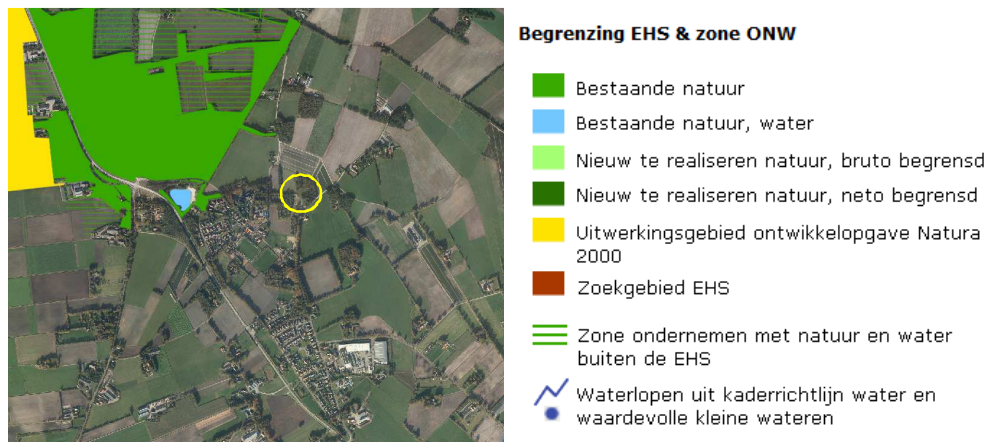 Begrenzing EHS & zone ONW
Bestaande natuur
Bestaande natuur, water
Nieuw te realiseren natuur, bruto begrensd
Nieuw te realiseren natuur, neto begrensd
Uitwerkingsgebied ontwikkelopgave Natura
2000
Zoekgebied EHS
Zone ondernemen met natuur en water
buiten de EHS
Waterlopen uit kaderrichtlijn water en
waardevolle kleine wateren